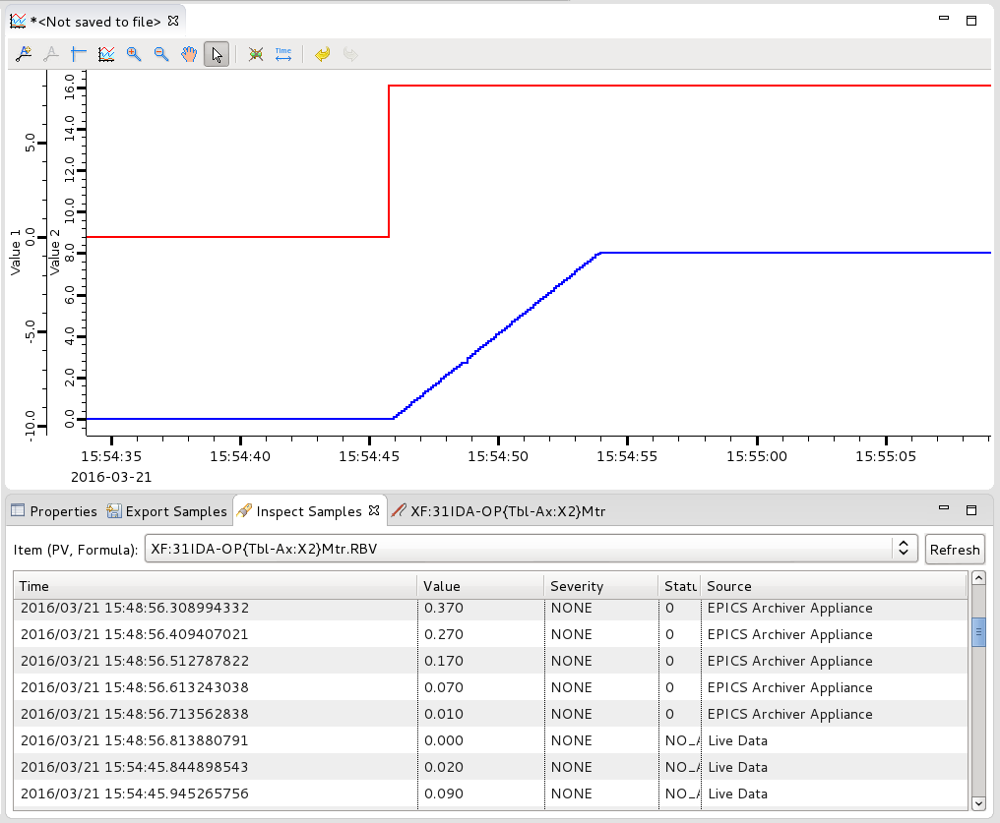 *<Not saved to file>
Time
Value 1
5.0
0.0
-5.0
-10.0
Value 2
16.0
14.0
12.0
10.0
8.0
6.0
4.0
2.0
0.0
15:54:35 15:54:40 15:54:45 15:54:50 15:54:55 15:55:00 15:55:05
2016-03-21
Properties Export Samples Inspect Samples XF:31IDA-OP{Tbl-Ax:X2}Mtr
Item (PV, Formula): XF:31IDA-OP{Tbl-Ax:X2}Mtr.RBV Refresh
Time Value Severity Statu Source
2016/03/21 15:48:56.308994332 0.370 NONE 0 EPICS Archiver Appliance
2016/03/21 15:48:56.409407021 0.270 NONE 0 EPICS Archiver Appliance
2016/03/21 15:48:56.512787822 0.170 NONE 0 EPICS Archiver Appliance
2016/03/21 15:48:56.613243038 0.070 NONE 0 EPICS Archiver Appliance
2016/03/21 15:48:56.713562838 0.010 NONE 0 EPICS Archiver Appliance
2016/03/21 15:48:56.813880791 0.000 NONE NO_A Live Data
2016/03/21 15:54:45.844898543 0.020 NONE NO_A Live Data
2016/03/21 15:54:45.945265756 0.090 NONE NO_A Live Data